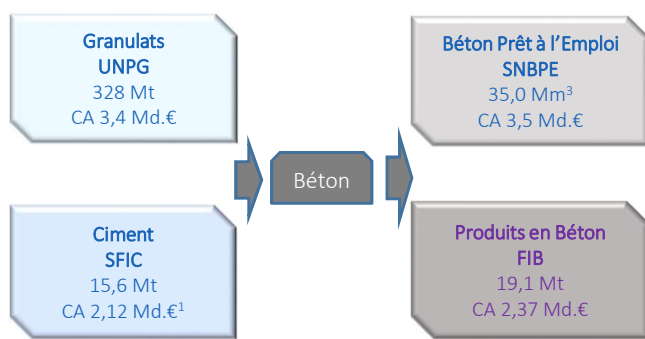 Granulats
UNPG
328 Mt
CA 3,4 Md.€
Ciment
SFIC
15,6 Mt
CA 2,12 Md.€¹
Béton
Béton Prêt à l'Emploi
SNBPE
35,0 Mm³
CA 3,5 Md.€
Produits en Béton
FIB
19,1 Mt
CA 2,37 Md.€